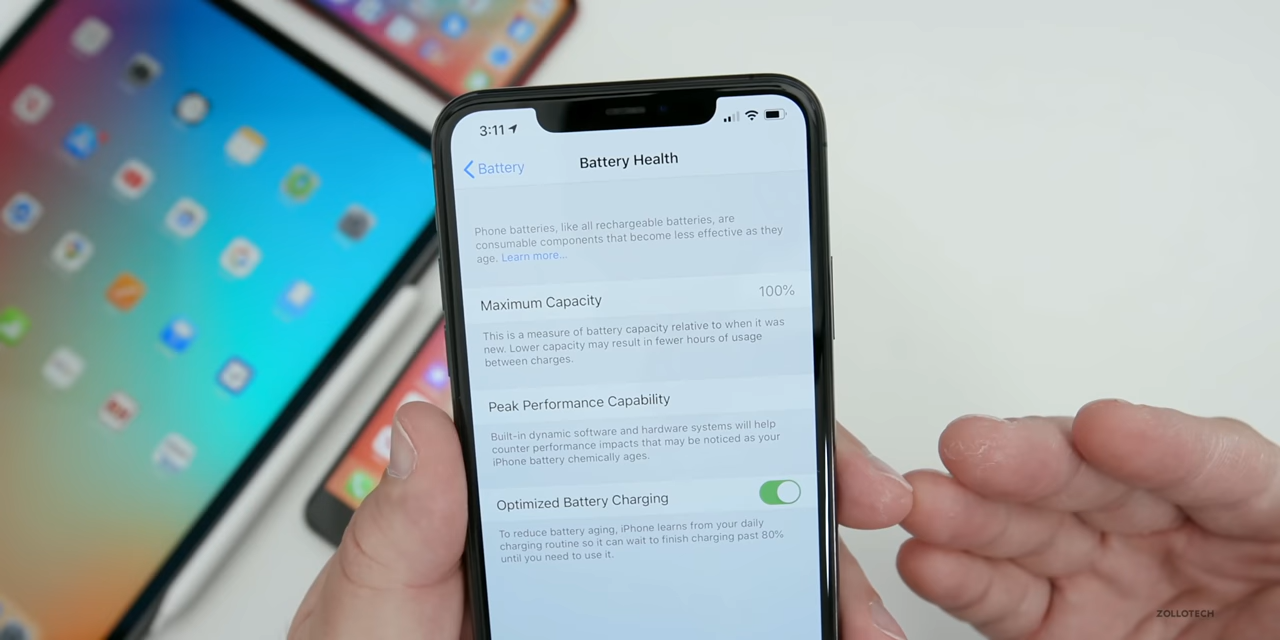 3:11
Battery
Battery Health
Phone batteries, like all rechargeable batteries, are
consumable components that become less effective as they
age. Learn more...
Maximum Capacity 100%
This is a measure of battery capacity relative to when it was
new. Lower capacity may result in fewer hours of usage
between charges.
Peak Performance Capability
Built-in dynamic software and hardware systems will help
counter performance impacts that may be noticed as your
iPhone battery chemically ages.
Optimized Battery Charging
To reduce battery aging, iPhone learns from your daily
charging routine so it can wait to finish charging past 80%
until you need to use it.
ZOLLOTECH